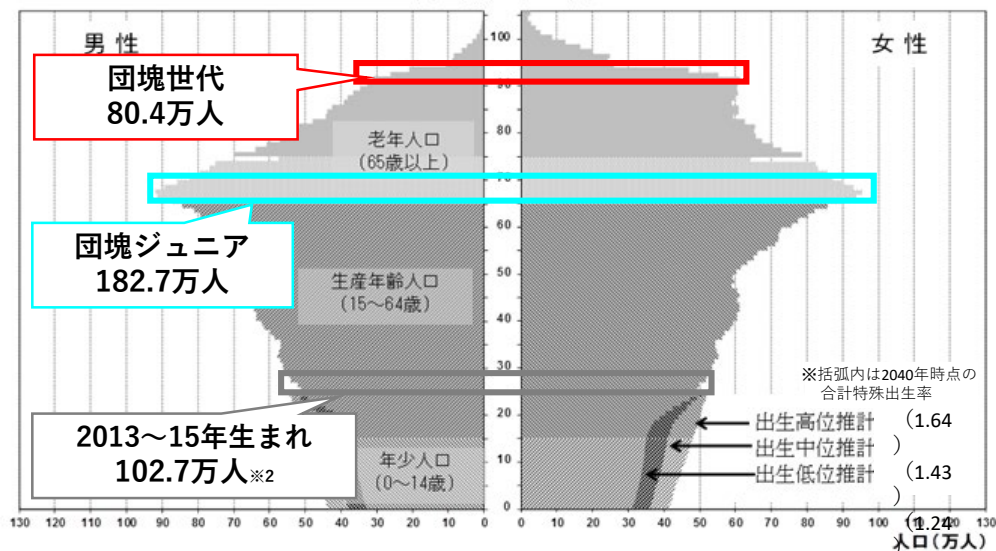 100
男 性
女 性
団塊世代
80.4万人
90
80
老年人口
(65歳以上)
70
60
団塊ジュニア
182.7万人
50
生産年齢人口
(15～64歳)
40
30
※括弧内は2040年時点の
合計特殊出生率
20
2013～15年生まれ
102.7万人※2
出生高位推計 (1.64
)
出生中位推計
出生低位推計 (1.43
)
(1.24
)
年少人口
(0～14歳)
10
0
130 120 110 100 90 80 70 60 50 40 30 20 10 0
0 10 20 30 40 50 60 70 80 90 100 110 120 130
人口(万人)